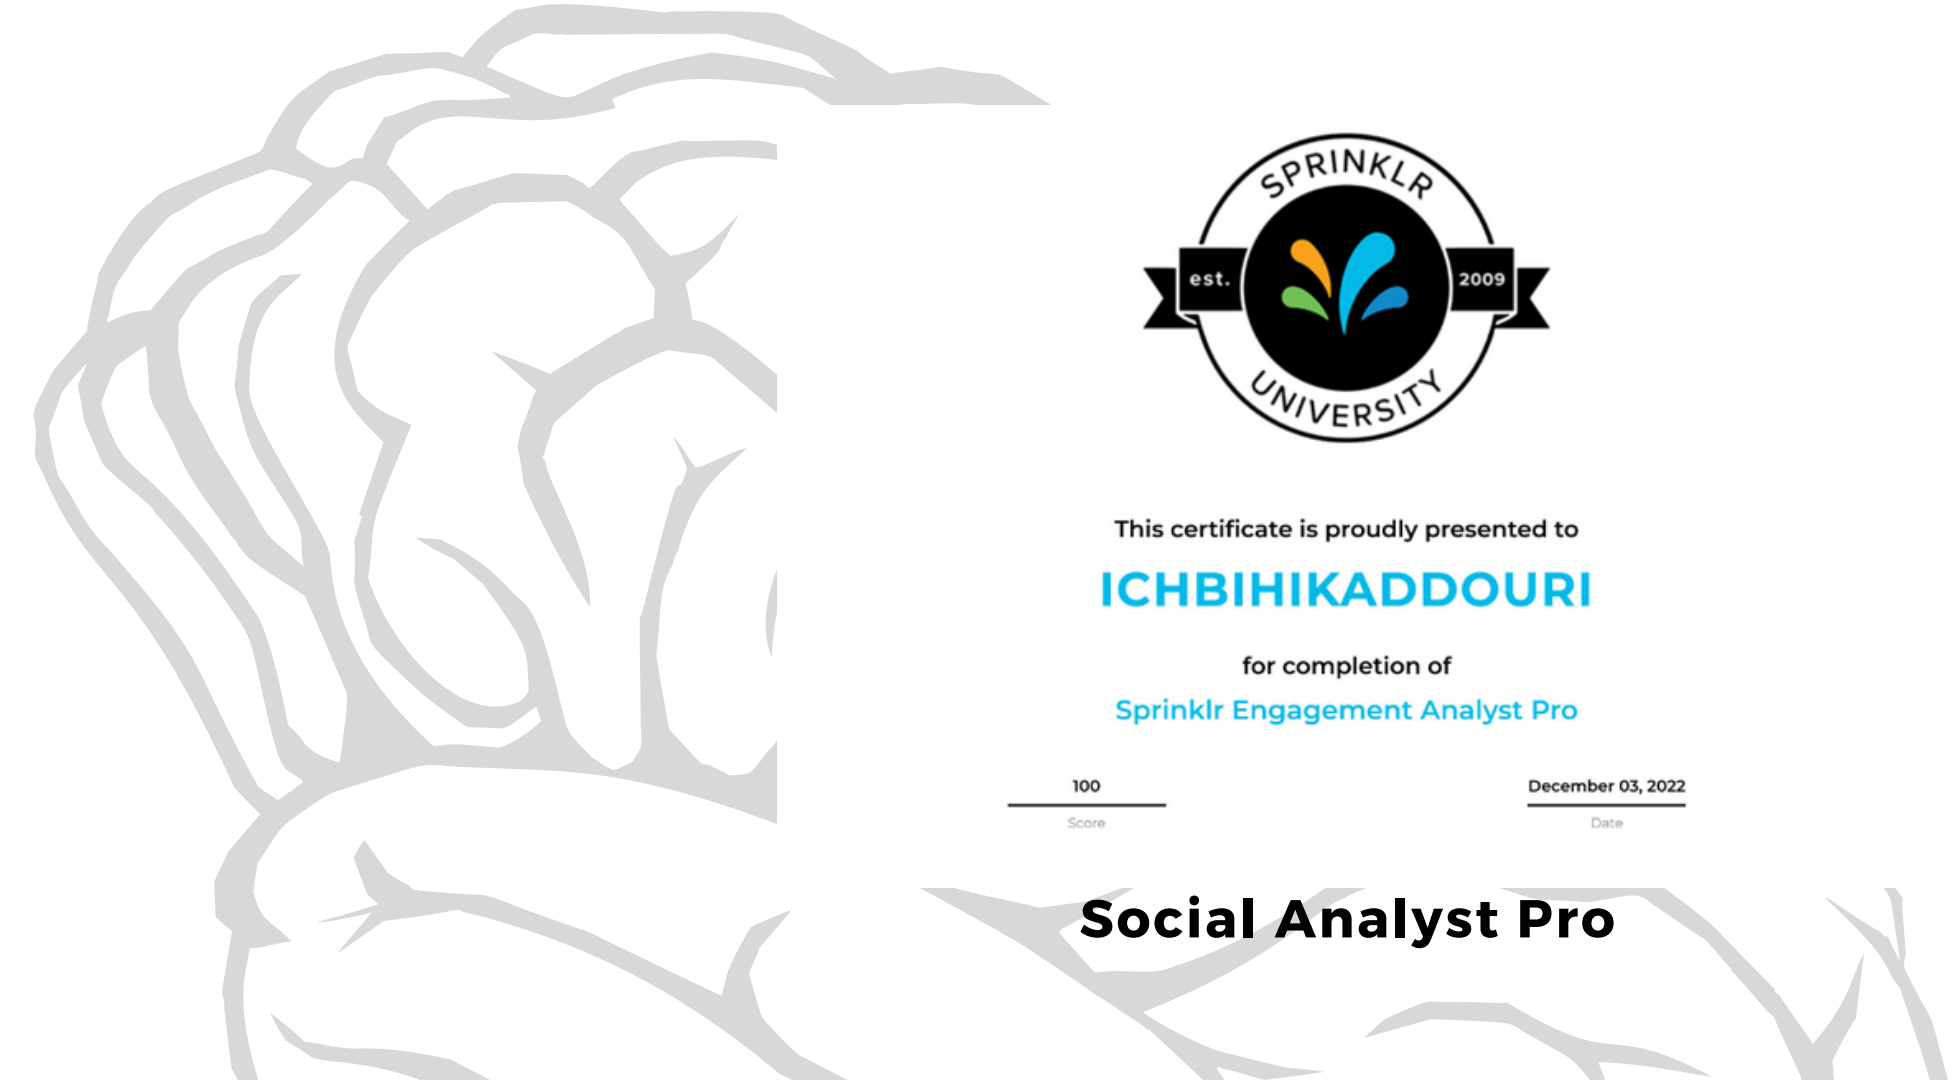 SPRINKLR
est.
2009
UNIVERSITY
This certificate is proudly presented to
ICHBIHIKADDOURI
for completion of
Sprinklr Engagement Analyst Pro
100
Score
December 03, 2022
Date
Social Analyst Pro